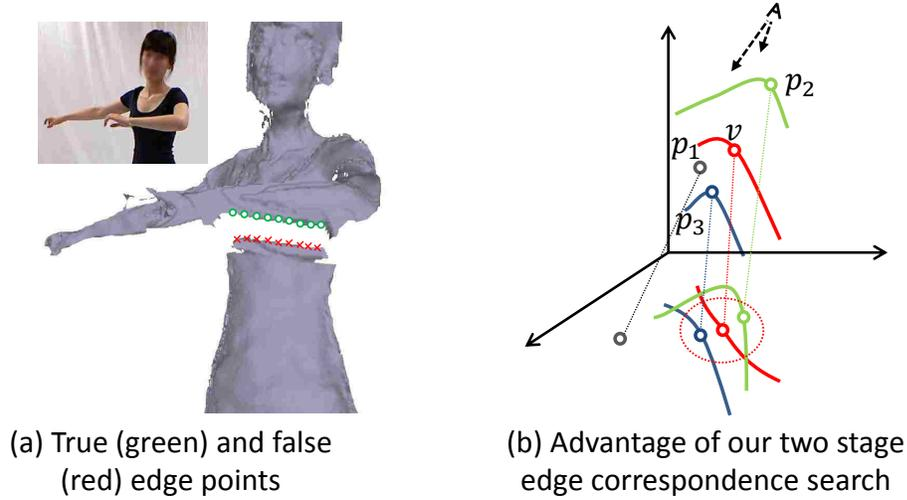 A
p₂
v
p₁
p₃
(a) True (green) and false
(red) edge points
(b) Advantage of our two stage
edge correspondence search